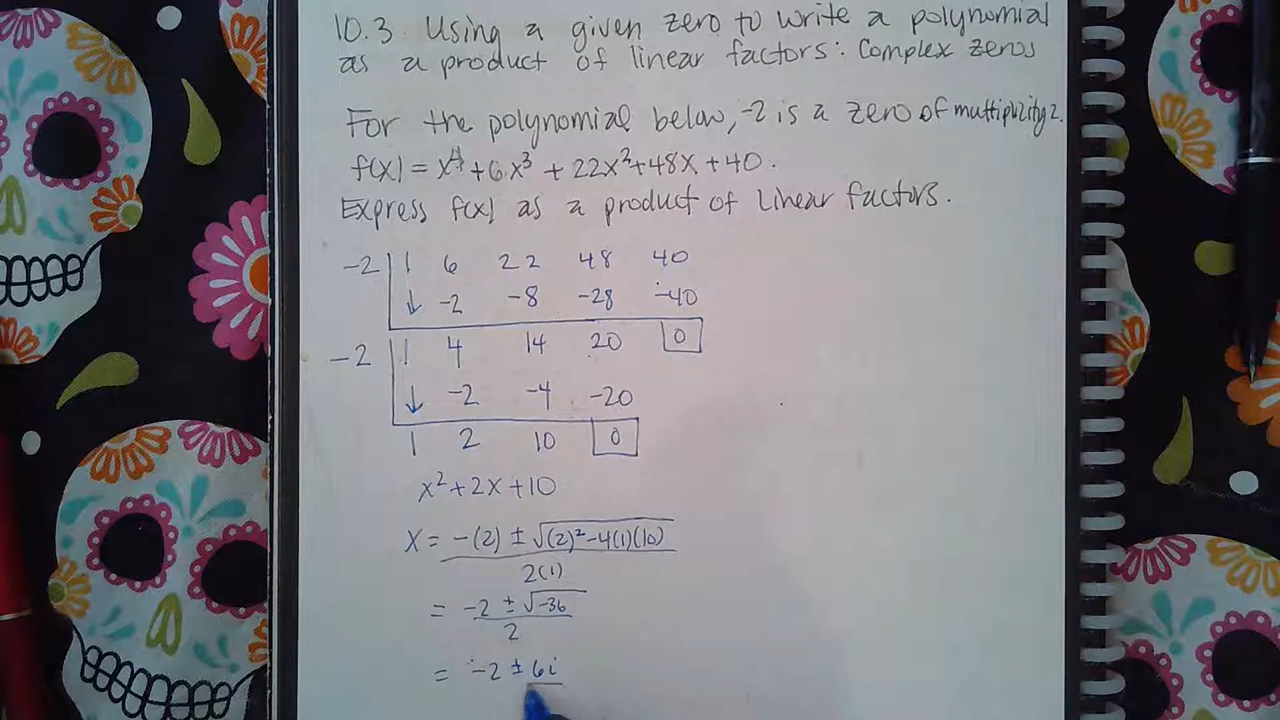 10.3. Using a given zero to write a polynomial
as a product of linear factors: Complex zeros
For the polynomial below, -2 is a zero of multiplicity 2.
f(x) = x⁴ + 6x³ + 22x² + 48x + 40.
Express f(x) as a product of linear factors.
-2 | 1 6 22 48 40
↓ -2 -8 -28 -40
-2 | 1 4 14 20 0
↓ -2 -4 -20
1 2 10 0
x² + 2x + 10
x = -(2) ± √(2)² - 4(1)(10)
2(1)
= -2 ± √-36
2
= -2 ± 6i